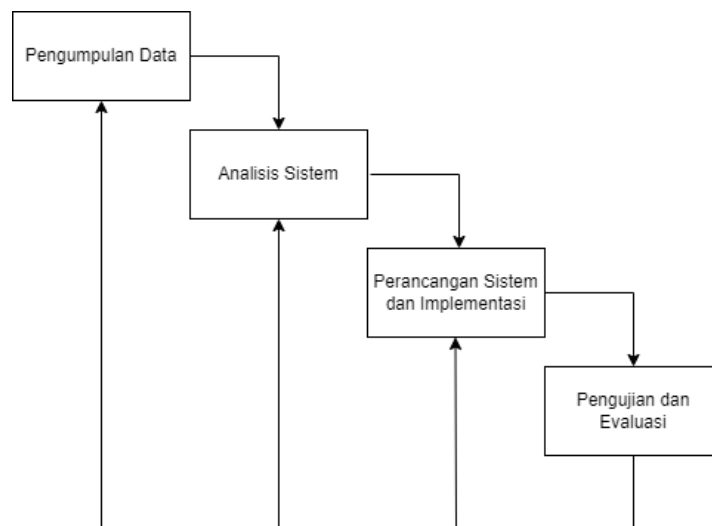 Pengumpulan Data
Analisis Sistem
Perancangan Sistem
dan Implementasi
Pengujian dan
Evaluasi